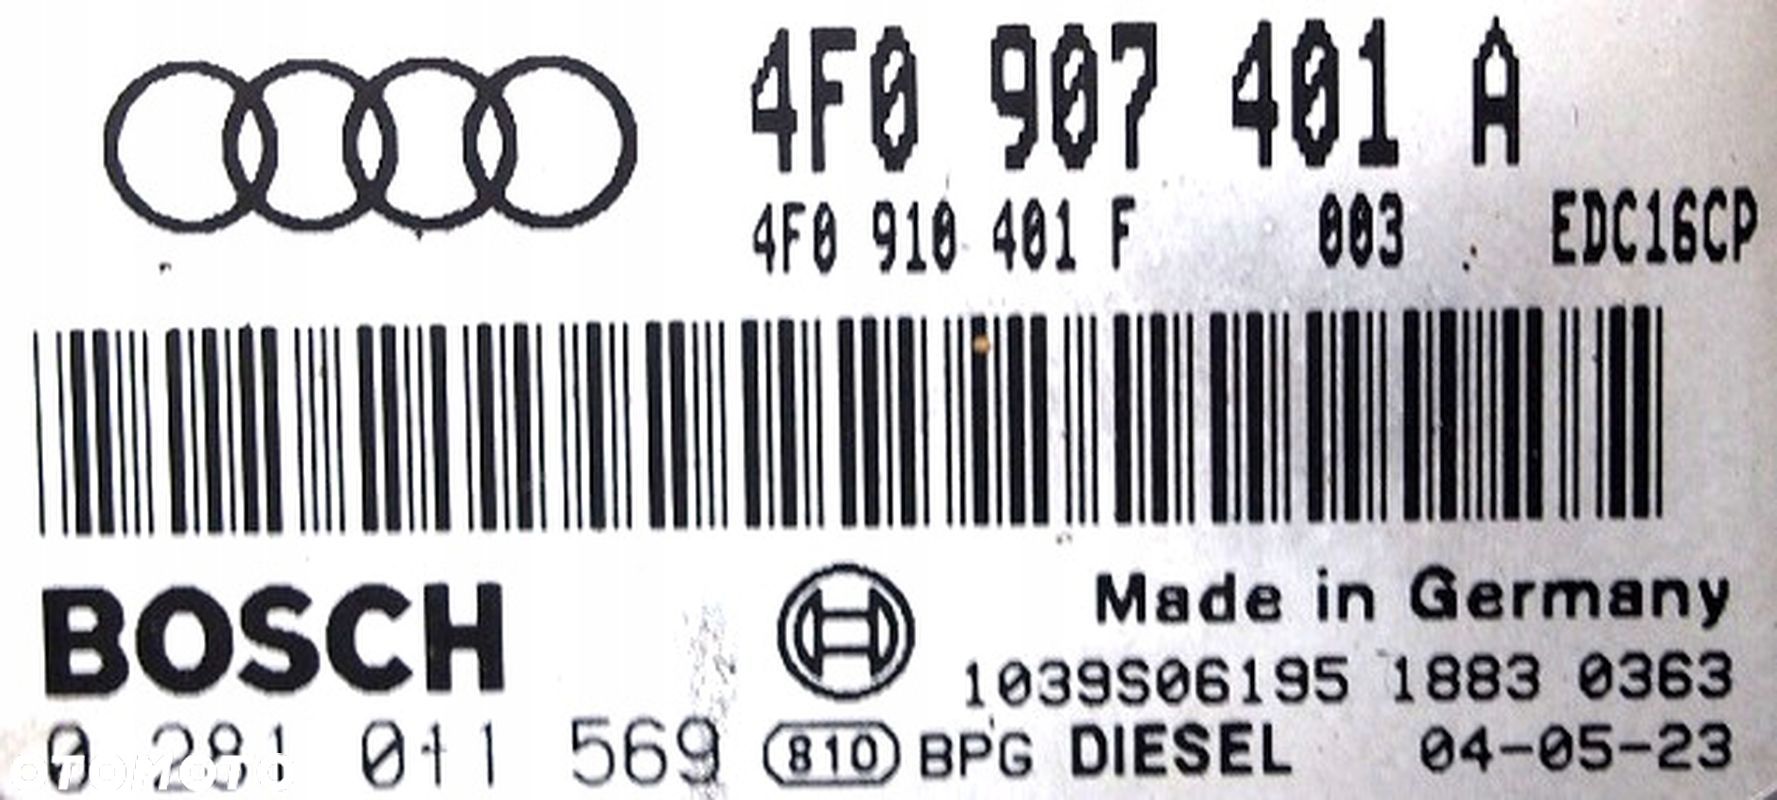 4F0 907 401 A
4F0 910 401 F 003 EDC16CP
BOSCH
Made in Germany
1039S06195 1883 0363
0 281 011 569 810 BPG DIESEL 04-05-23
OTOMOTO